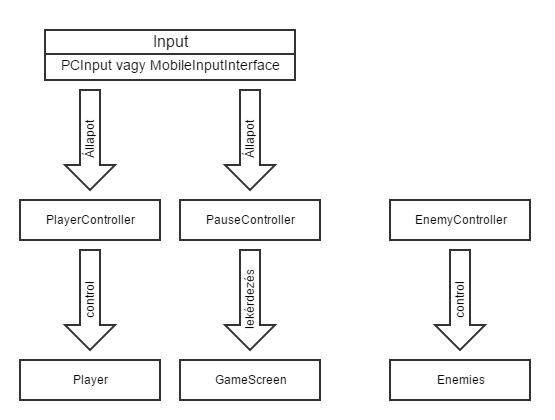 Input
PCInput vagy MobileInputInterface
Állapot
Állapot
PlayerController
PauseController
EnemyController
control
lekérdezés
control
Player
GameScreen
Enemies